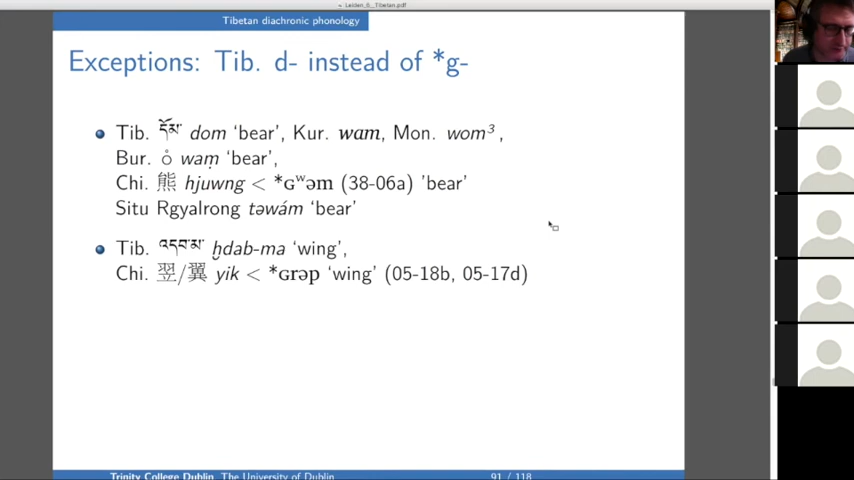 Leiden_6__Tibetan.pdf
Tibetan diachronic phonology
Exceptions: Tib. d- instead of *g-
Tib. དོམ་ dom ‘bear’, Kur. wam, Mon. wom³,
Bur. ဝံ waṃ ‘bear’,
Chi. 熊 hjuwng < *ɢʷəm (38-06a) ’bear’
Situ Rgyalrong təwám ‘bear’
Tib. འདབ་མ་ ḫdab-ma ‘wing’,
Chi. 翌/翼 yik < *ɢrəp ‘wing’ (05-18b, 05-17d)
Trinity College Dublin, The University of Dublin
91 / 118